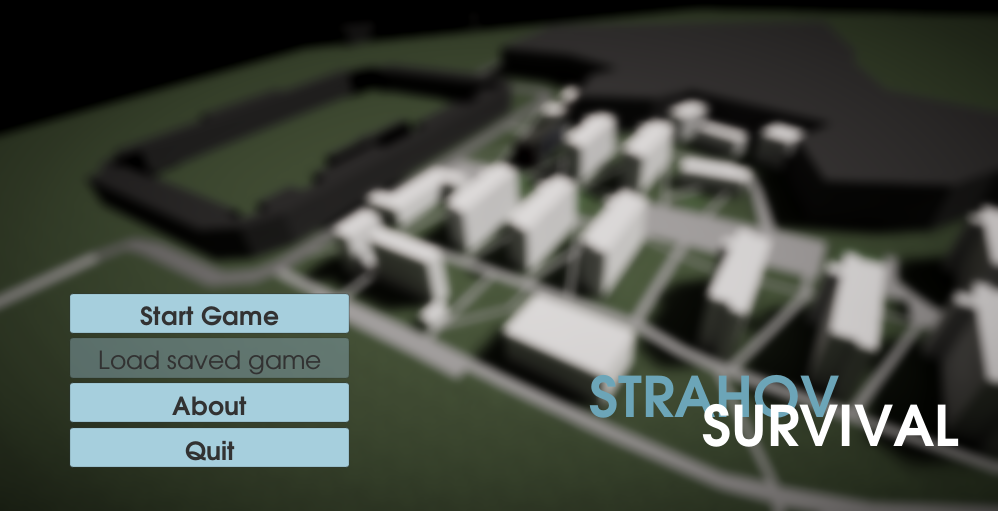 Start Game
Load saved game
About
Quit
STRAHOV
SURVIVAL